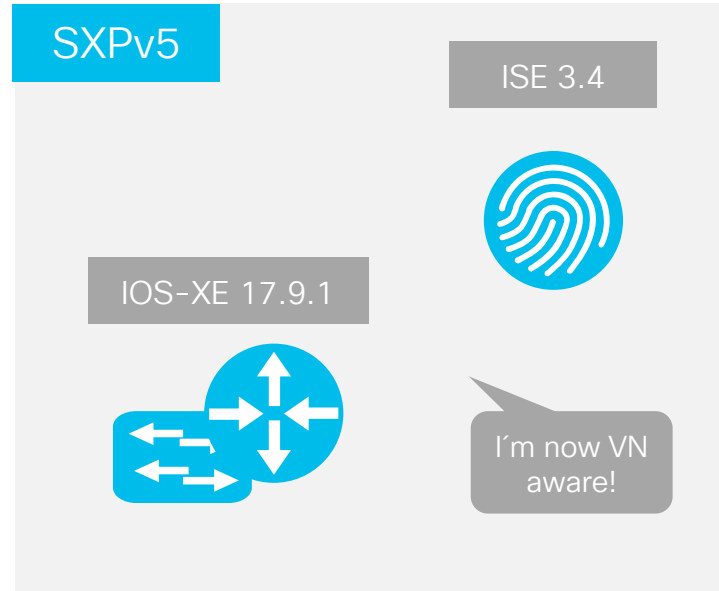 SXPv5
ISE 3.4
IOS-XE 17.9.1
I´m now VN
aware!